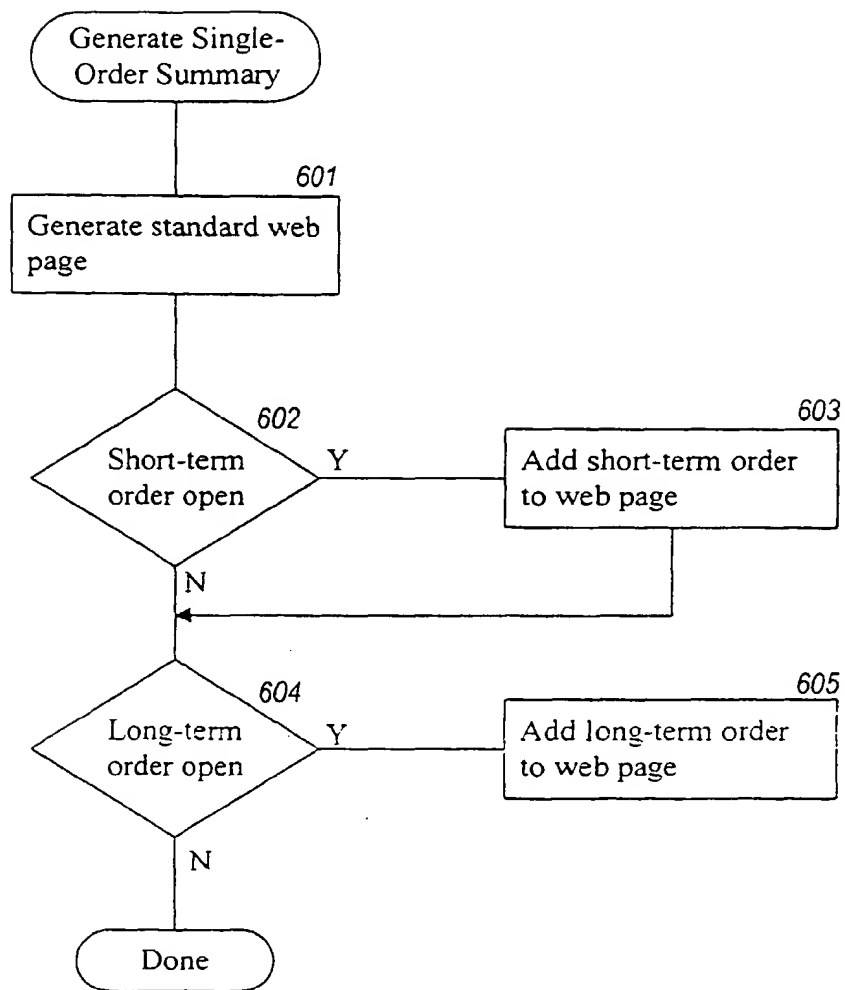 Generate Single-
Order Summary
601
Generate standard web
page
602
Short-term
order open
Y
N
603
Add short-term order
to web page
604
Long-term
order open
Y
N
605
Add long-term order
to web page
Done